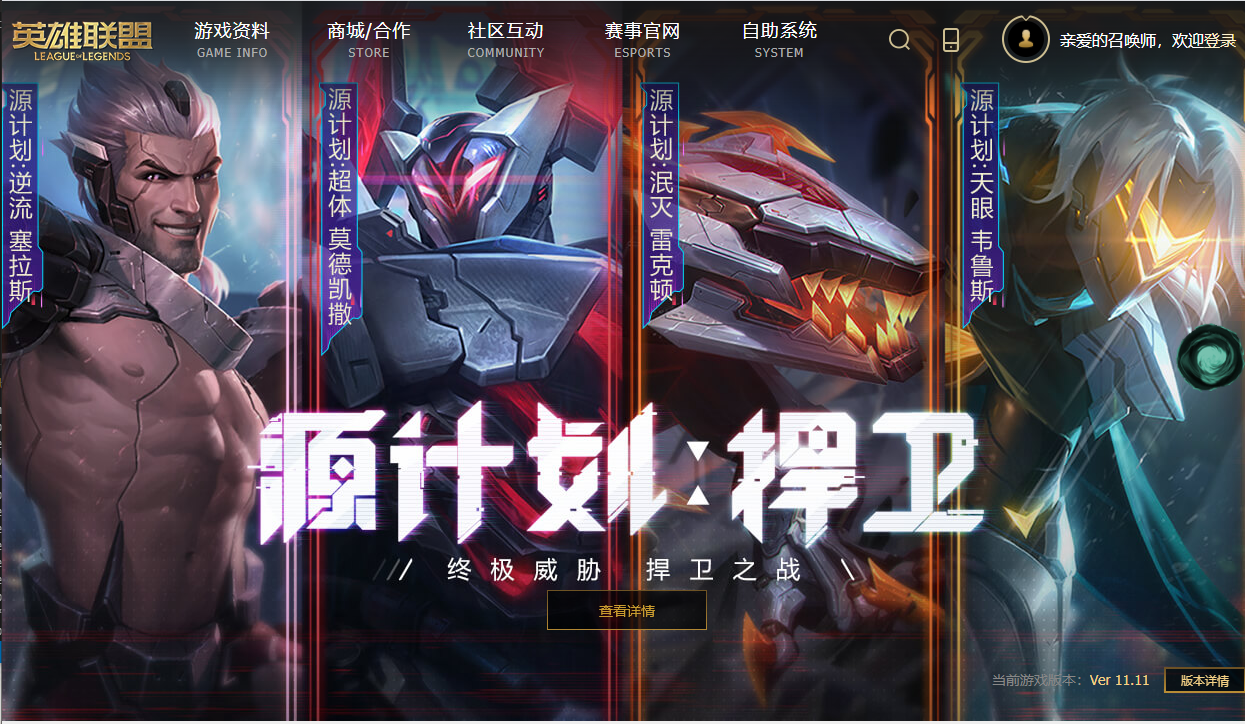 英雄联盟
LEAGUE OF LEGENDS
游戏资料
GAME INFO
商城/合作
STORE
社区互动
COMMUNITY
赛事官网
ESPORTS
自助系统
SYSTEM
亲爱的召唤师，欢迎登录
源计划:逆流 塞拉斯
源计划:超体 莫德凯撒
源计划:泯灭 雷克顿
源计划:天眼 韦鲁斯
源计划:捍卫
/// 终极威胁 捍卫之战 \
查看详情
当前游戏版本：Ver 11.11
版本详情